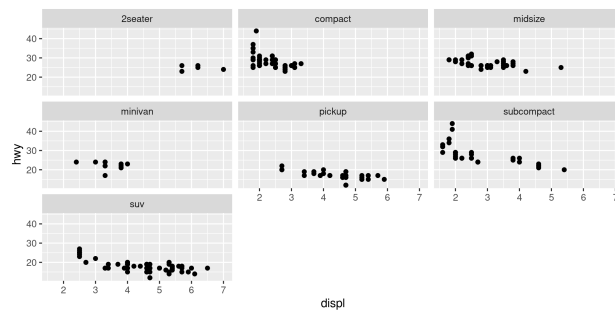 2seater compact midsize
40
30
20
minivan pickup subcompact
hwy
40
30
20
2 3 4 5 6 7 2 3 4 5 6 7
suv
40
30
20
2 3 4 5 6 7
displ